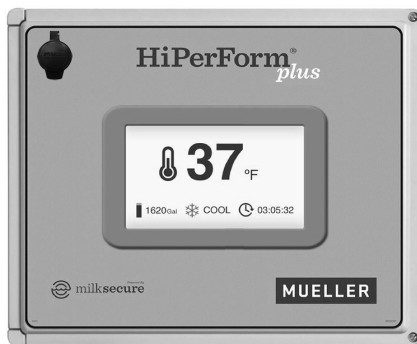 HiPerForm®
plus
37 °F
1620Gal COOL 03:05:32
milksecure
MUELLER